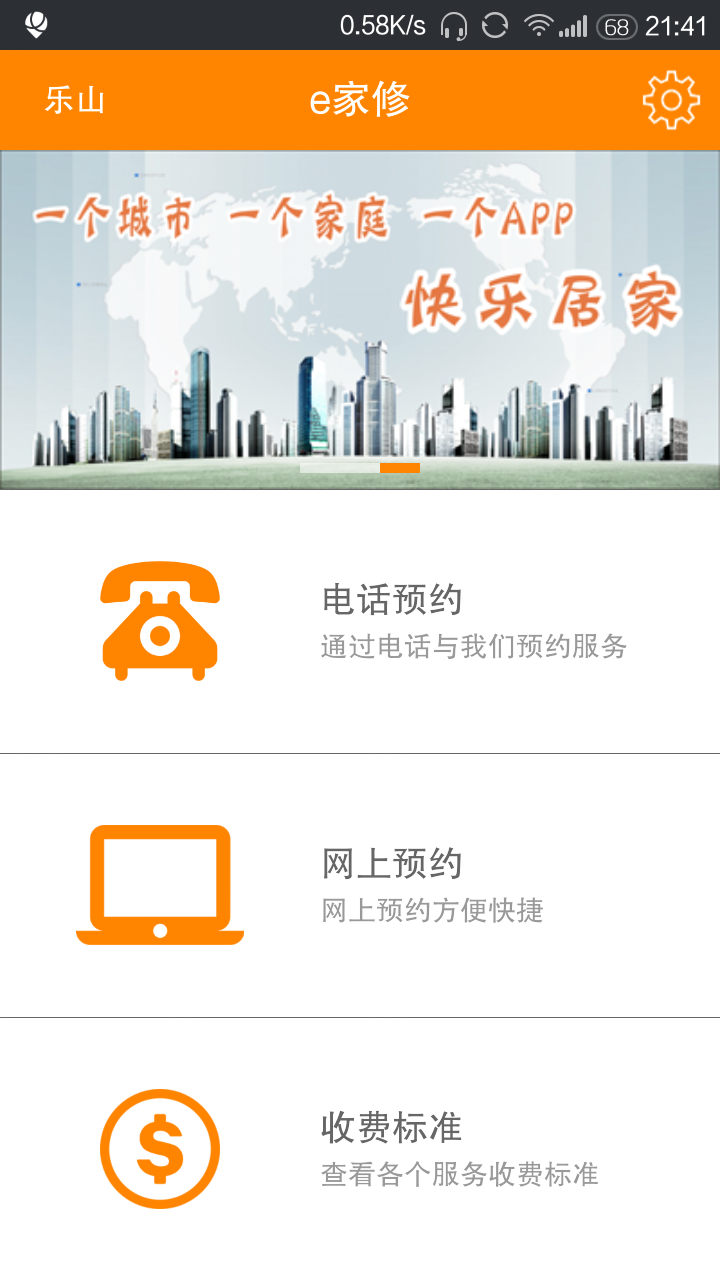 0.58K/s 68 21:41
乐山 e家修
一个城市 一个家庭 一个APP
快乐居家
电话预约
通过电话与我们预约服务
网上预约
网上预约方便快捷
收费标准
查看各个服务收费标准